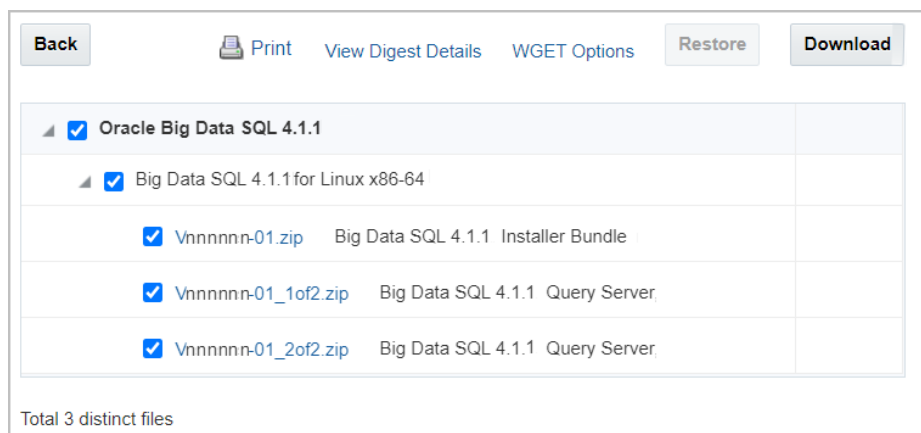 Back Print View Digest Details WGET Options Restore Download
Oracle Big Data SQL 4.1.1
Big Data SQL 4.1.1 for Linux x86-64
Vnnnnnn-01.zip Big Data SQL 4.1.1 Installer Bundle
Vnnnnnn-01_1of2.zip Big Data SQL 4.1.1 Query Server
Vnnnnnn-01_2of2.zip Big Data SQL 4.1.1 Query Server
Total 3 distinct files